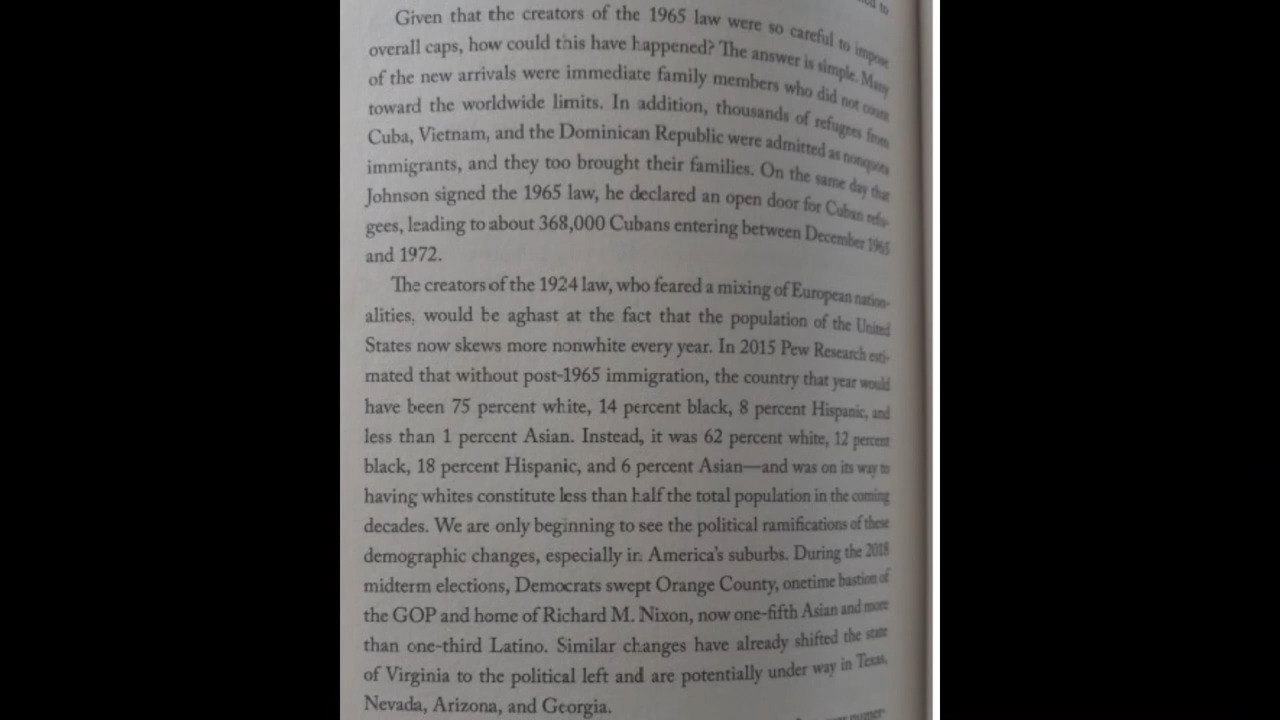 to
Given that the creators of the 1965 law were so careful to impose
overall caps, how could this have happened? The answer is simple. Many
of the new arrivals were immediate family members who did not count
toward the worldwide limits. In addition, thousands of refugees from
Cuba, Vietnam, and the Dominican Republic were admitted as nonquota
immigrants, and they too brought their families. On the same day that
Johnson signed the 1965 law, he declared an open door for Cuban refu-
gees, leading to about 368,000 Cubans entering between December 1965
and 1972.
The creators of the 1924 law, who feared a mixing of European nation-
alities, would be aghast at the fact that the population of the United
States now skews more nonwhite every year. In 2015 Pew Research esti-
mated that without post-1965 immigration, the country that year would
have been 75 percent white, 14 percent black, 8 percent Hispanic, and
less than 1 percent Asian. Instead, it was 62 percent white, 12 percent
black, 18 percent Hispanic, and 6 percent Asian—and was on its way to
having whites constitute less than half the total population in the coming
decades. We are only beginning to see the political ramifications of these
demographic changes, especially in America's suburbs. During the 2018
midterm elections, Democrats swept Orange County, onetime bastion of
the GOP and home of Richard M. Nixon, now one-fifth Asian and more
than one-third Latino. Similar changes have already shifted the state
of Virginia to the political left and are potentially under way in Texas,
Nevada, Arizona, and Georgia.
numer-